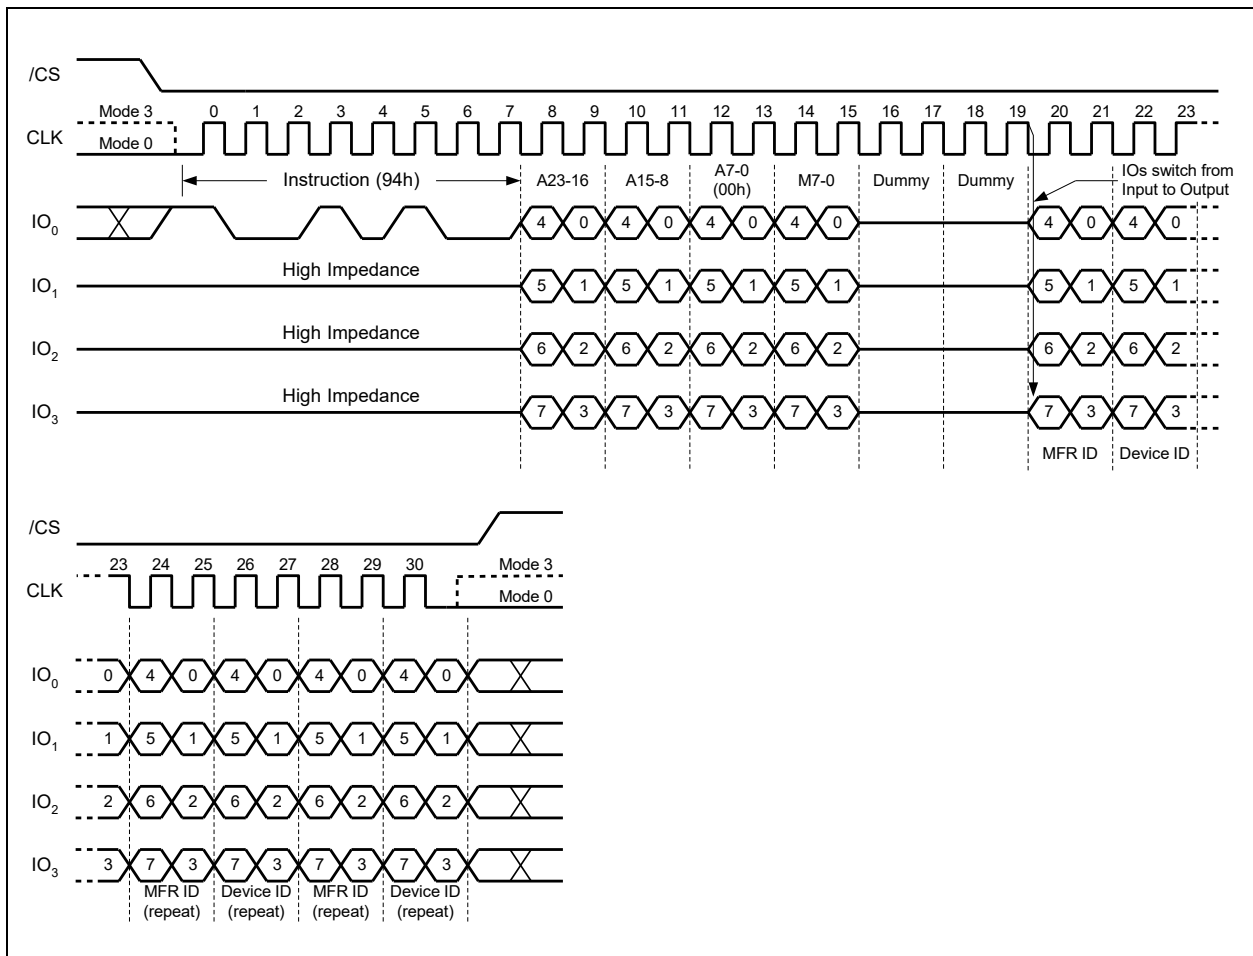 /CS
Mode 3
0 1 2 3 4 5 6 7 8 9 10 11 12 13 14 15 16 17 18 19 20 21 22 23
CLK
Mode 0
Instruction (94h)
A23-16
A15-8
A7-0
(00h)
M7-0
Dummy
Dummy
IOs switch from
Input to Output
IO0
4 0 4 0 4 0 4 0 4 0 4 0
High Impedance
IO1
5 1 5 1 5 1 5 1 5 1 5 1
High Impedance
IO2
6 2 6 2 6 2 6 2 6 2 6 2
High Impedance
IO3
7 3 7 3 7 3 7 3 7 3 7 3
MFR ID
Device ID
/CS
23 24 25 26 27 28 29 30
Mode 3
CLK
Mode 0
IO0
0 4 0 4 0 4 0 4 0
IO1
1 5 1 5 1 5 1 5 1
IO2
2 6 2 6 2 6 2 6 2
IO3
3 7 3 7 3 7 3 7 3
MFR ID
(repeat)
Device ID
(repeat)
MFR ID
(repeat)
Device ID
(repeat)